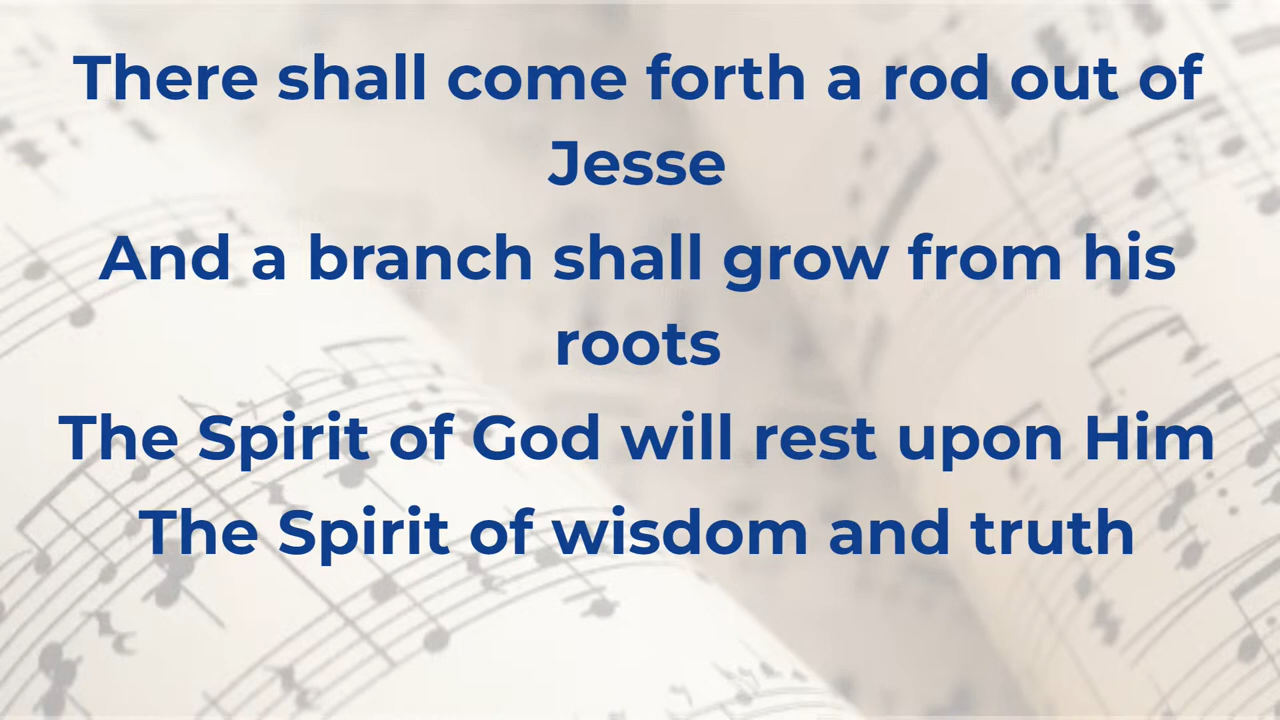 There shall come forth a rod out of
Jesse
And a branch shall grow from his
roots
The Spirit of God will rest upon Him
The Spirit of wisdom and truth